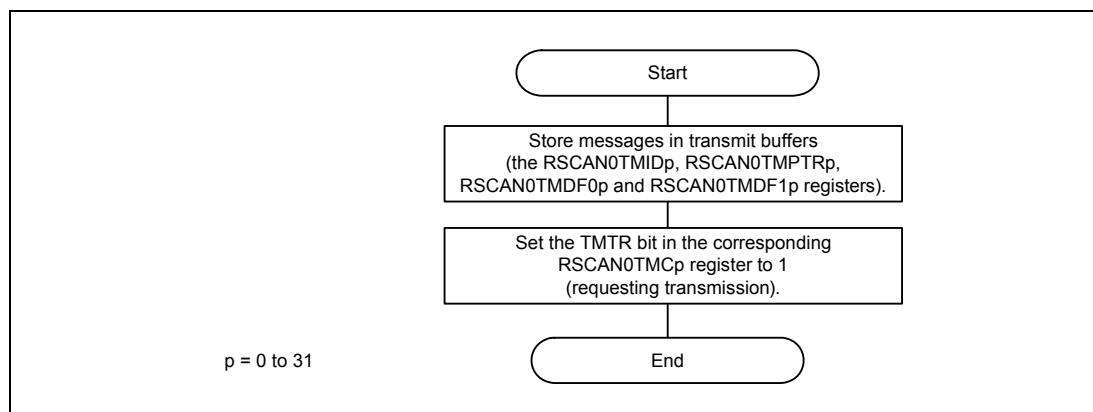 Start
Store messages in transmit buffers
(the RSCAN0TMIDp, RSCAN0TMPTRp,
RSCAN0TMDF0p and RSCAN0TMDF1p registers).
Set the TMTR bit in the corresponding
RSCAN0TMCp register to 1
(requesting transmission).
p = 0 to 31
End